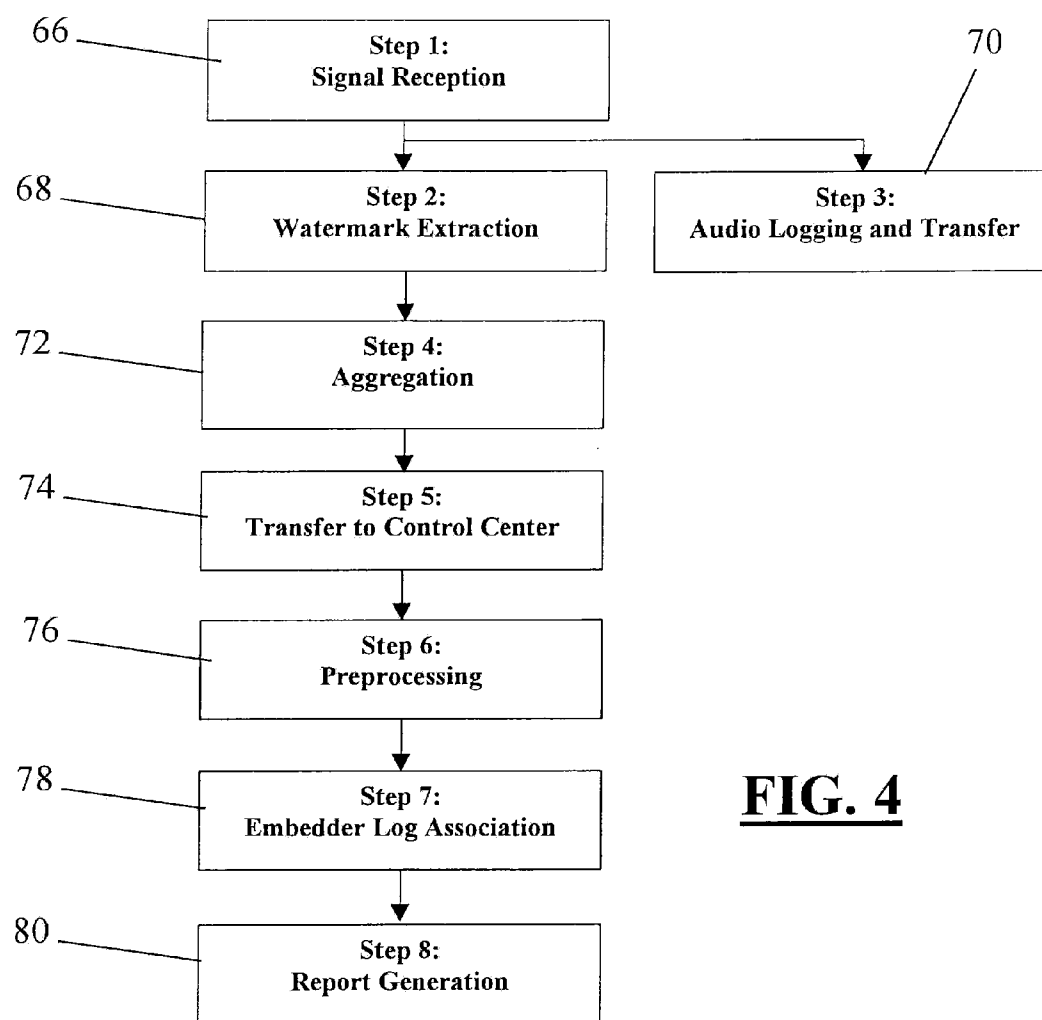 66
Step 1:
Signal Reception
70
68
Step 2:
Watermark Extraction
Step 3:
Audio Logging and Transfer
72
Step 4:
Aggregation
74
Step 5:
Transfer to Control Center
76
Step 6:
Preprocessing
78
Step 7:
Embedder Log Association
FIG. 4
80
Step 8:
Report Generation